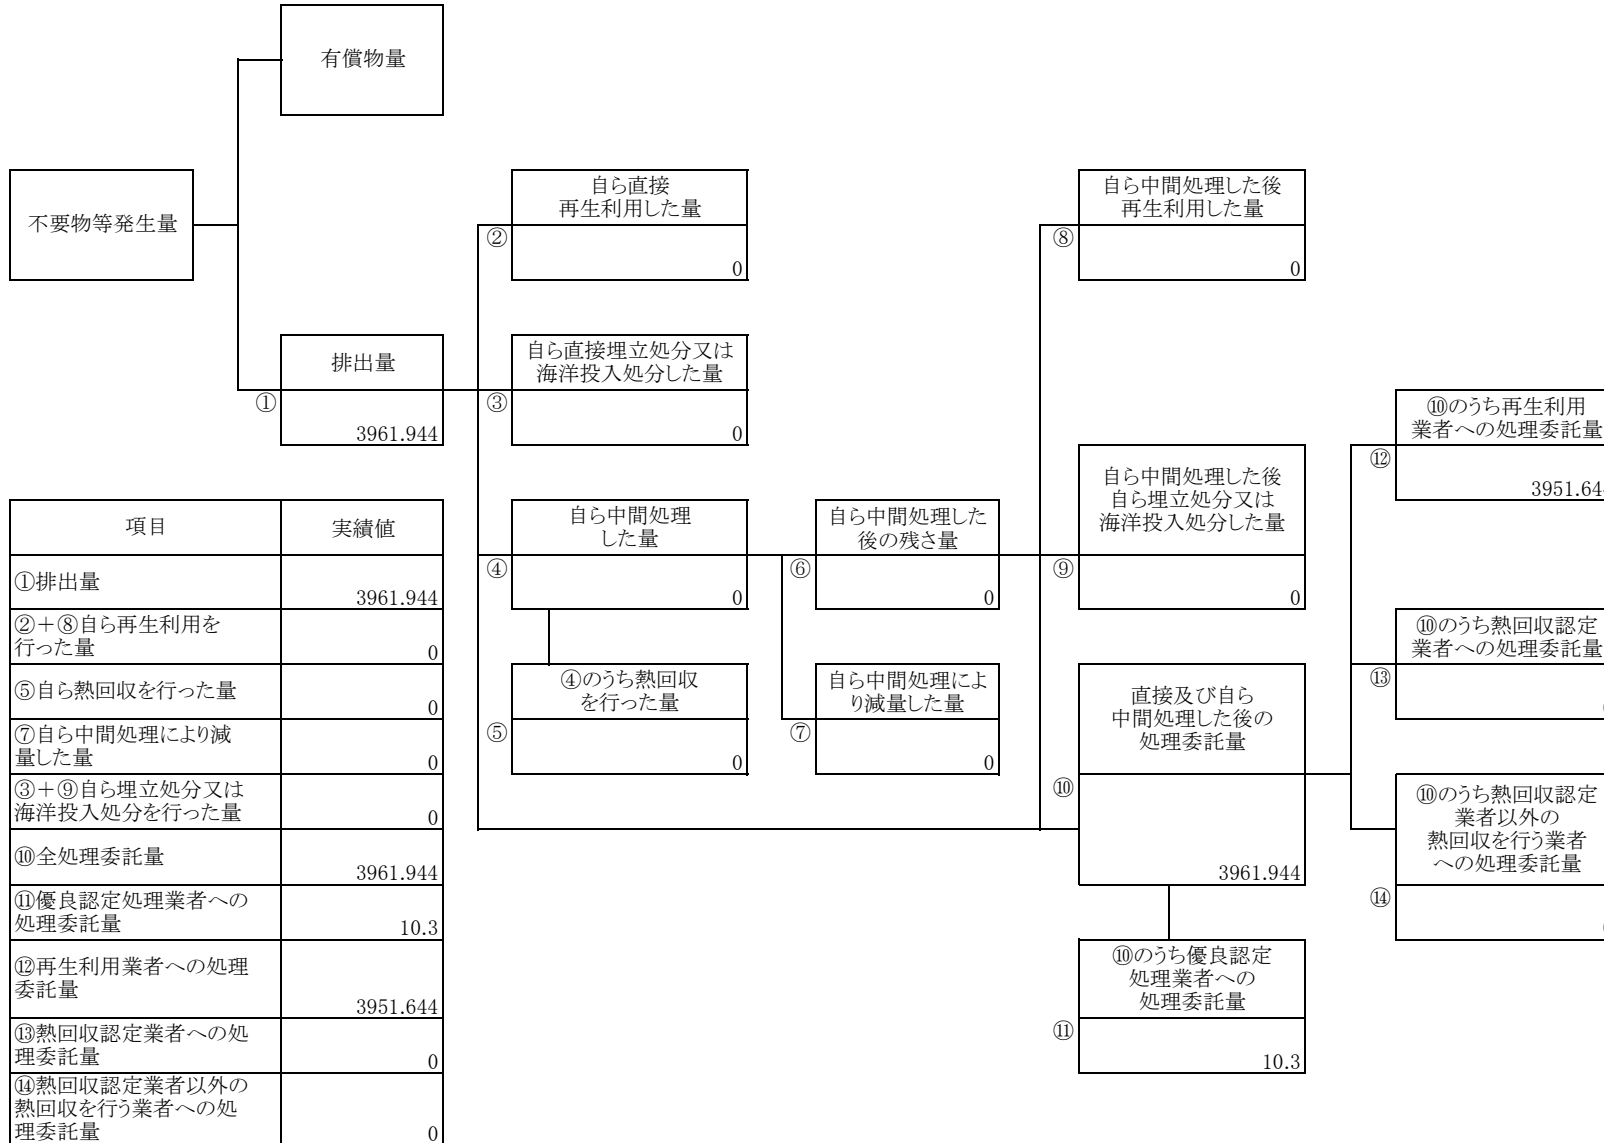 有償物量
不要物等発生量
自ら直接
再生利用した量
②
0
自ら中間処理した後
再生利用した量
⑧
0
排出量
①
3961.944
自ら直接埋立処分又は
海洋投入処分した量
③
0
自ら中間処理
した量
④
0
自ら中間処理した
後の残さ量
⑥
0
自ら中間処理した後
自ら埋立処分又は
海洋投入処分した量
⑨
0
⑩のうち再生利用
業者への処理委託量
⑫
3951.64
④のうち熱回収
を行った量
⑤
0
自ら中間処理によ
り減量した量
⑦
0
直接及び自ら
中間処理した後の
処理委託量
⑩
3961.944
⑩のうち熱回収認定
業者への処理委託量
⑬
⑩のうち熱回収認定
業者以外の
熱回収を行う業者
への処理委託量
⑭
⑩のうち優良認定
処理業者への
処理委託量
⑪
10.3
項目 実績値
①排出量 3961.944
②+⑧自ら再生利用を
行った量 0
⑤自ら熱回収を行った量 0
⑦自ら中間処理により減
量した量 0
③+⑨自ら埋立処分又は
海洋投入処分を行った量 0
⑩全処理委託量 3961.944
⑪優良認定処理業者への
処理委託量 10.3
⑫再生利用業者への処理
委託量 3951.644
⑬熱回収認定業者への処
理委託量 0
⑭熱回収認定業者以外の
熱回収を行う業者への処
理委託量 0